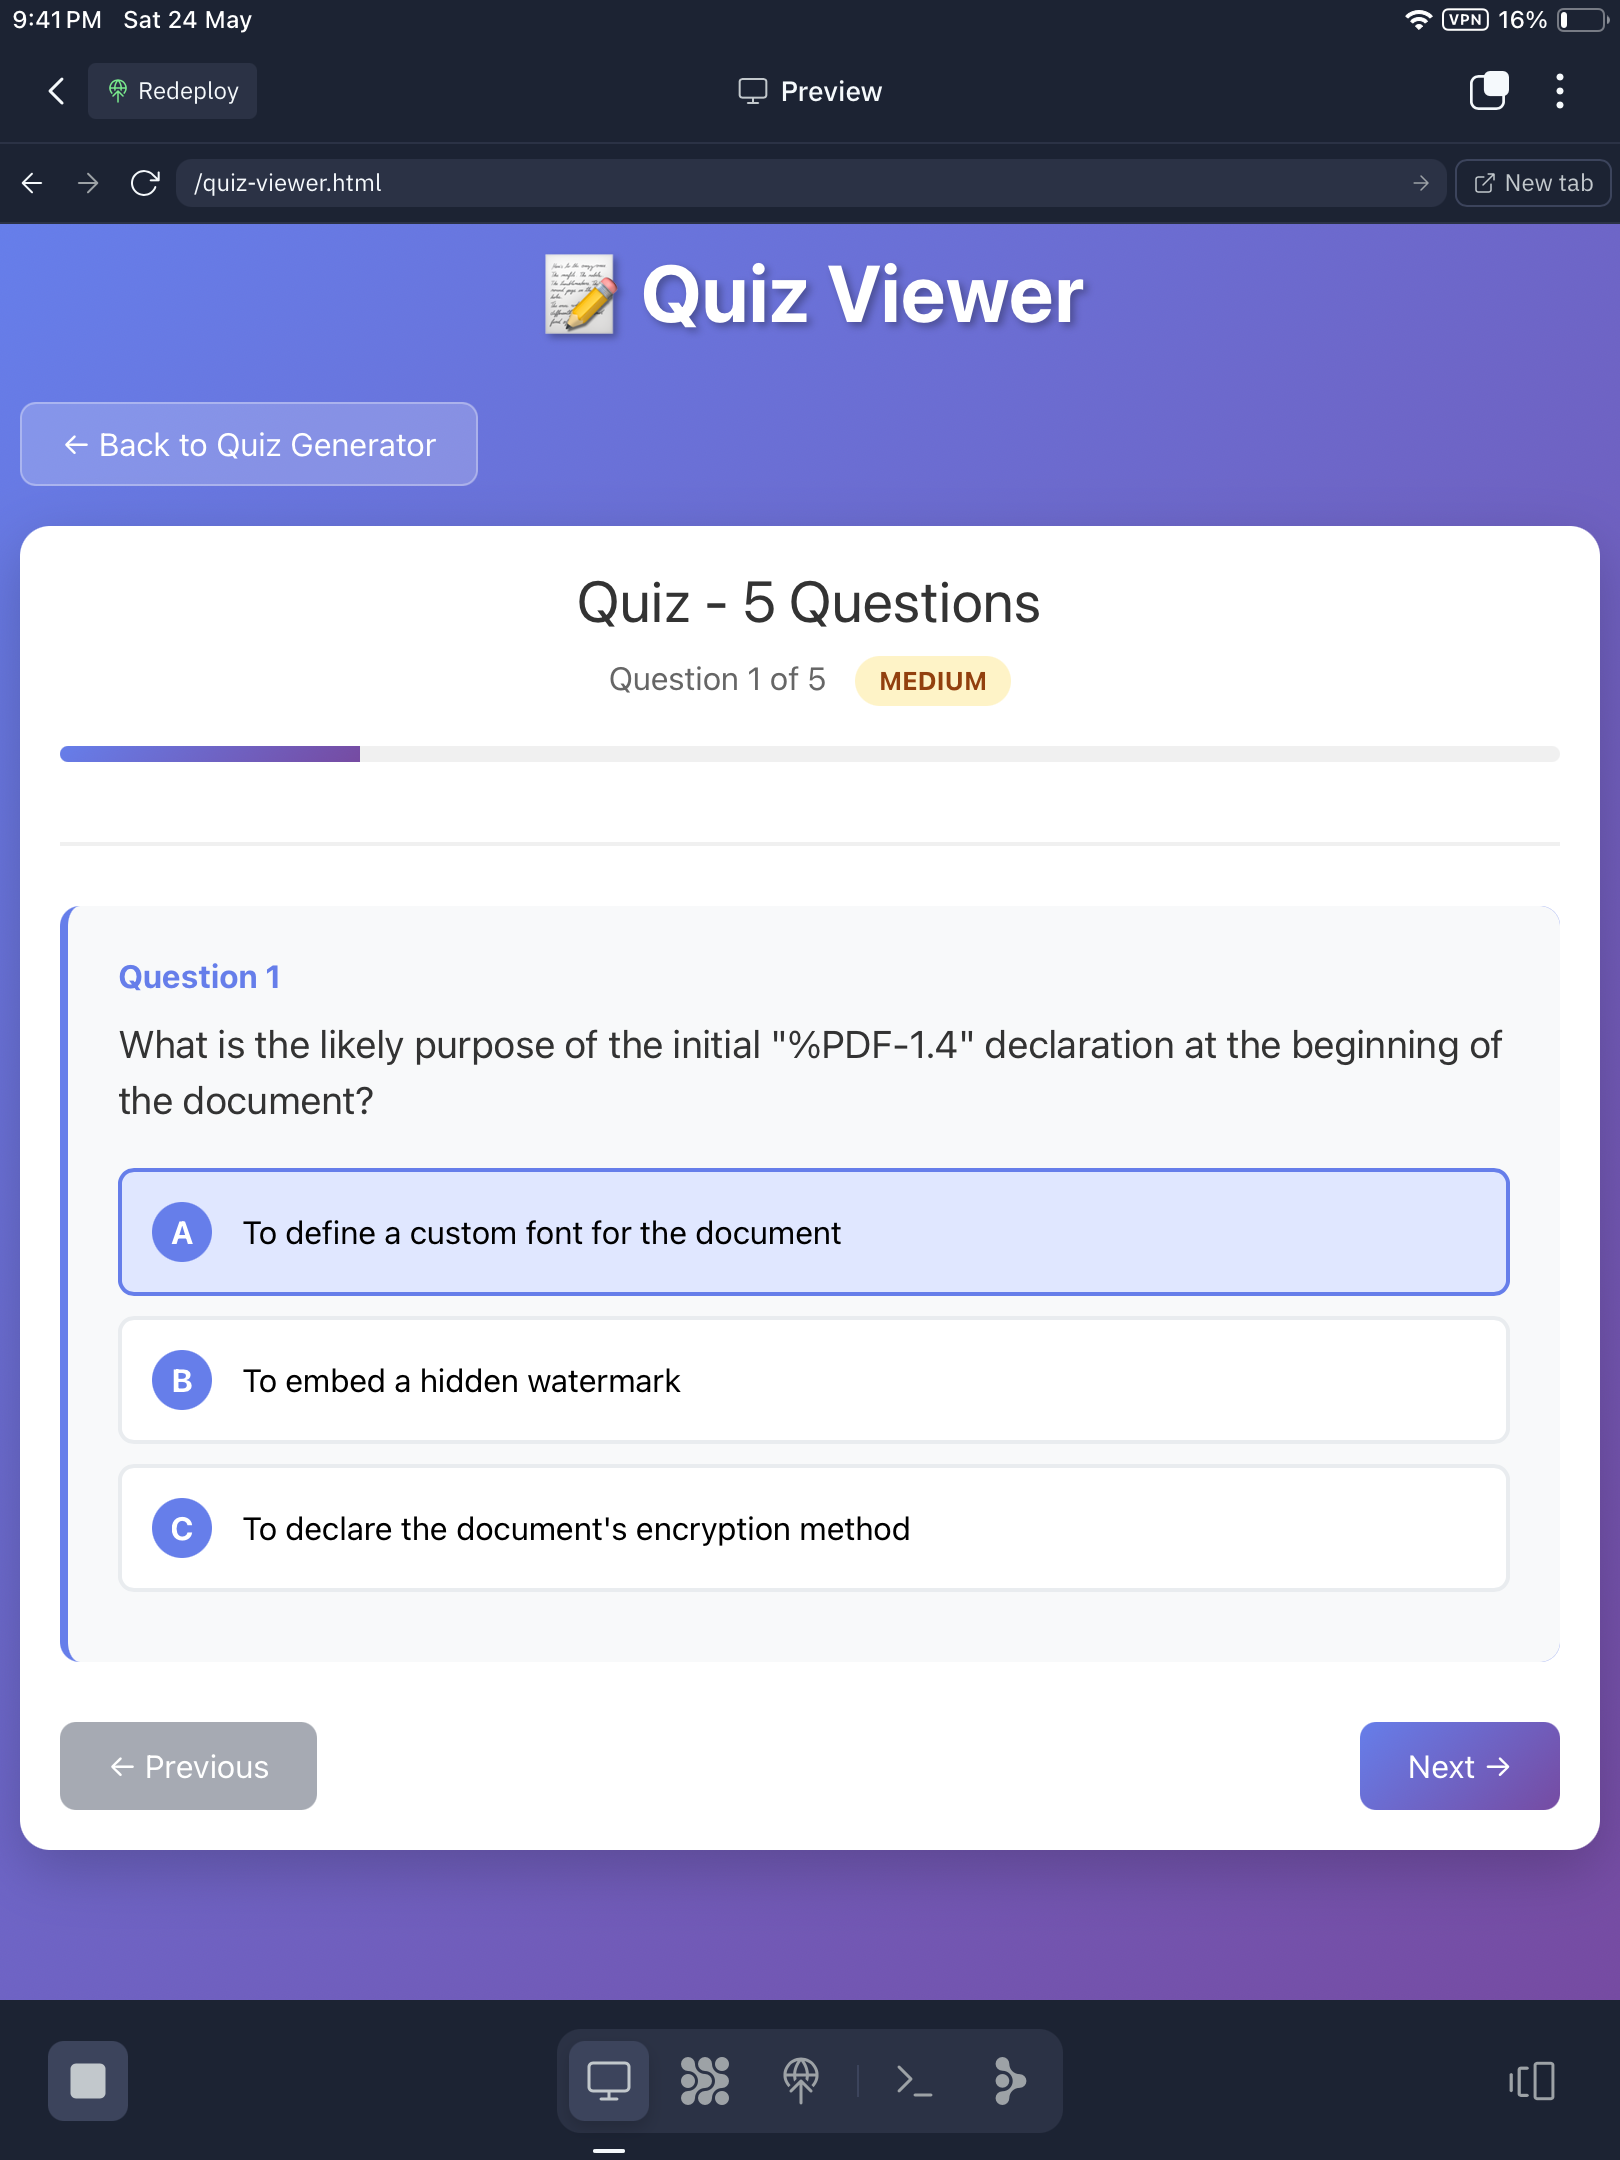 9:41 PM Sat 24 May
VPN 16%
Redeploy
Preview
/quiz-viewer.html
New tab
Quiz Viewer
← Back to Quiz Generator
Quiz - 5 Questions
Question 1 of 5 MEDIUM
Question 1
What is the likely purpose of the initial "%PDF-1.4" declaration at the beginning of
the document?
A To define a custom font for the document
B To embed a hidden watermark
C To declare the document's encryption method
← Previous
Next →